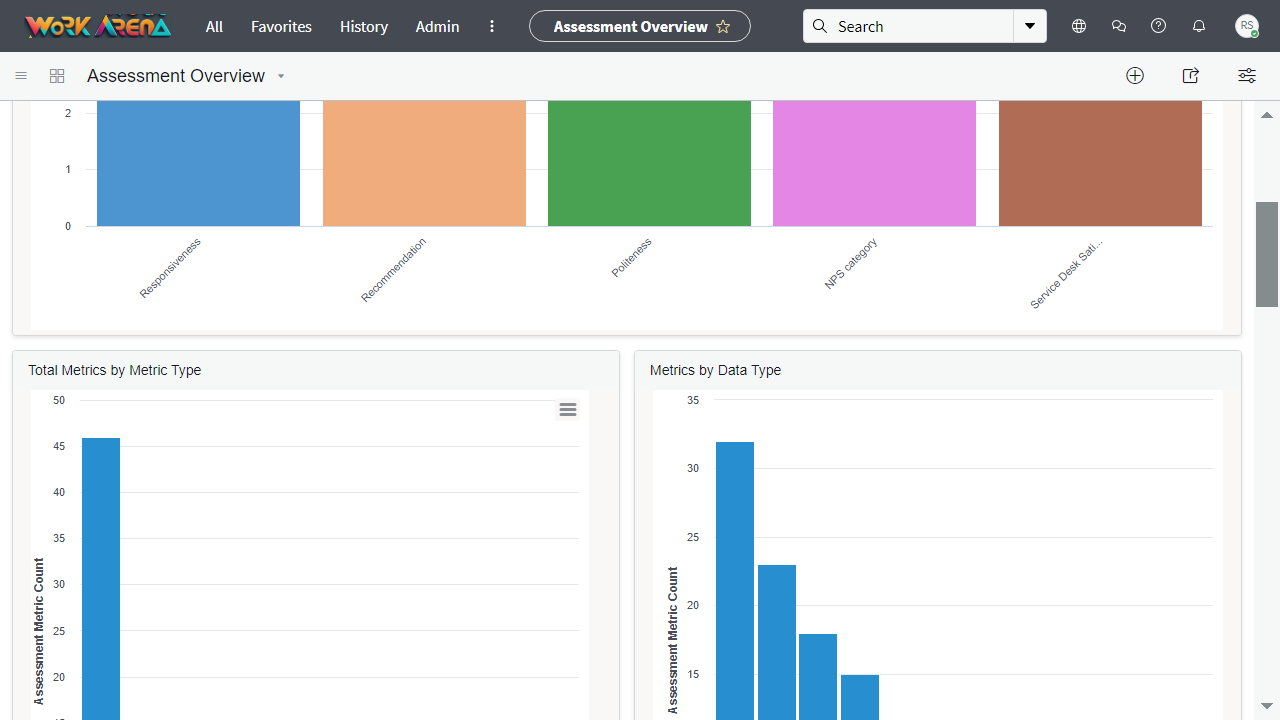 WORK ARENA
All
Favorites
History
Admin
Assessment Overview
Search
RS
Assessment Overview
2
1
0
Responsiveness
Recommendation
Politeness
NPS category
Service Desk Sati...
Total Metrics by Metric Type
50
45
40
35
30
25
20
Assessment Metric Count
Metrics by Data Type
35
30
25
20
15
Assessment Metric Count